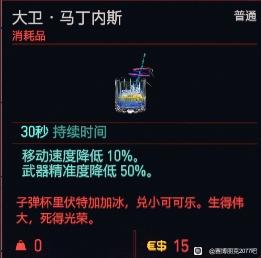 大卫·马丁内斯
普通
消耗品
30秒 持续时间
移动速度降低 10%。
武器精准度降低 50%。
子弹杯里伏特加加冰，兑小可可乐。生得伟
大，死得光荣。
0
€$ 15
@赛博朋克2077吧